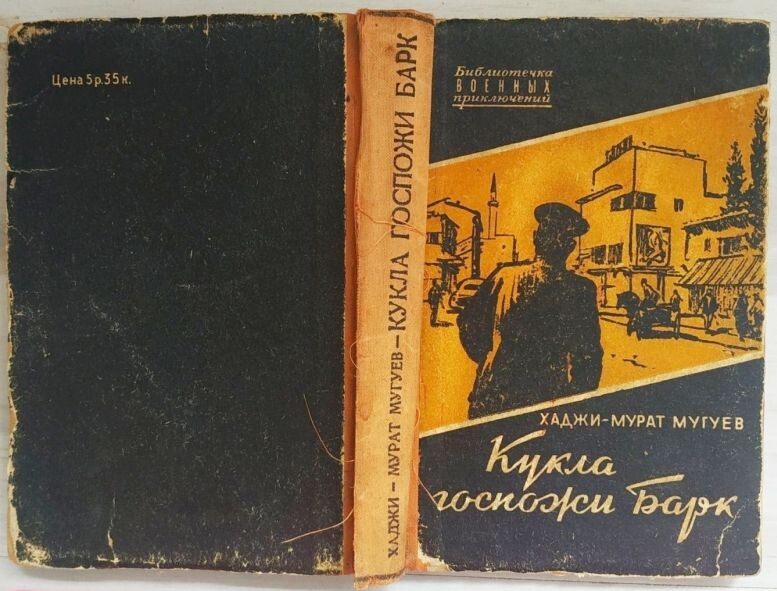 Цена 5 р. 35 к.
ХАДЖИ – МУРАТ МУГУЕВ – КУКЛА ГОСПОЖИ БАРК
Библиотечка
ВОЕННЫХ
приключений
ХАДЖИ-МУРАТ МУГУЕВ
Кукла
госпожи Барк